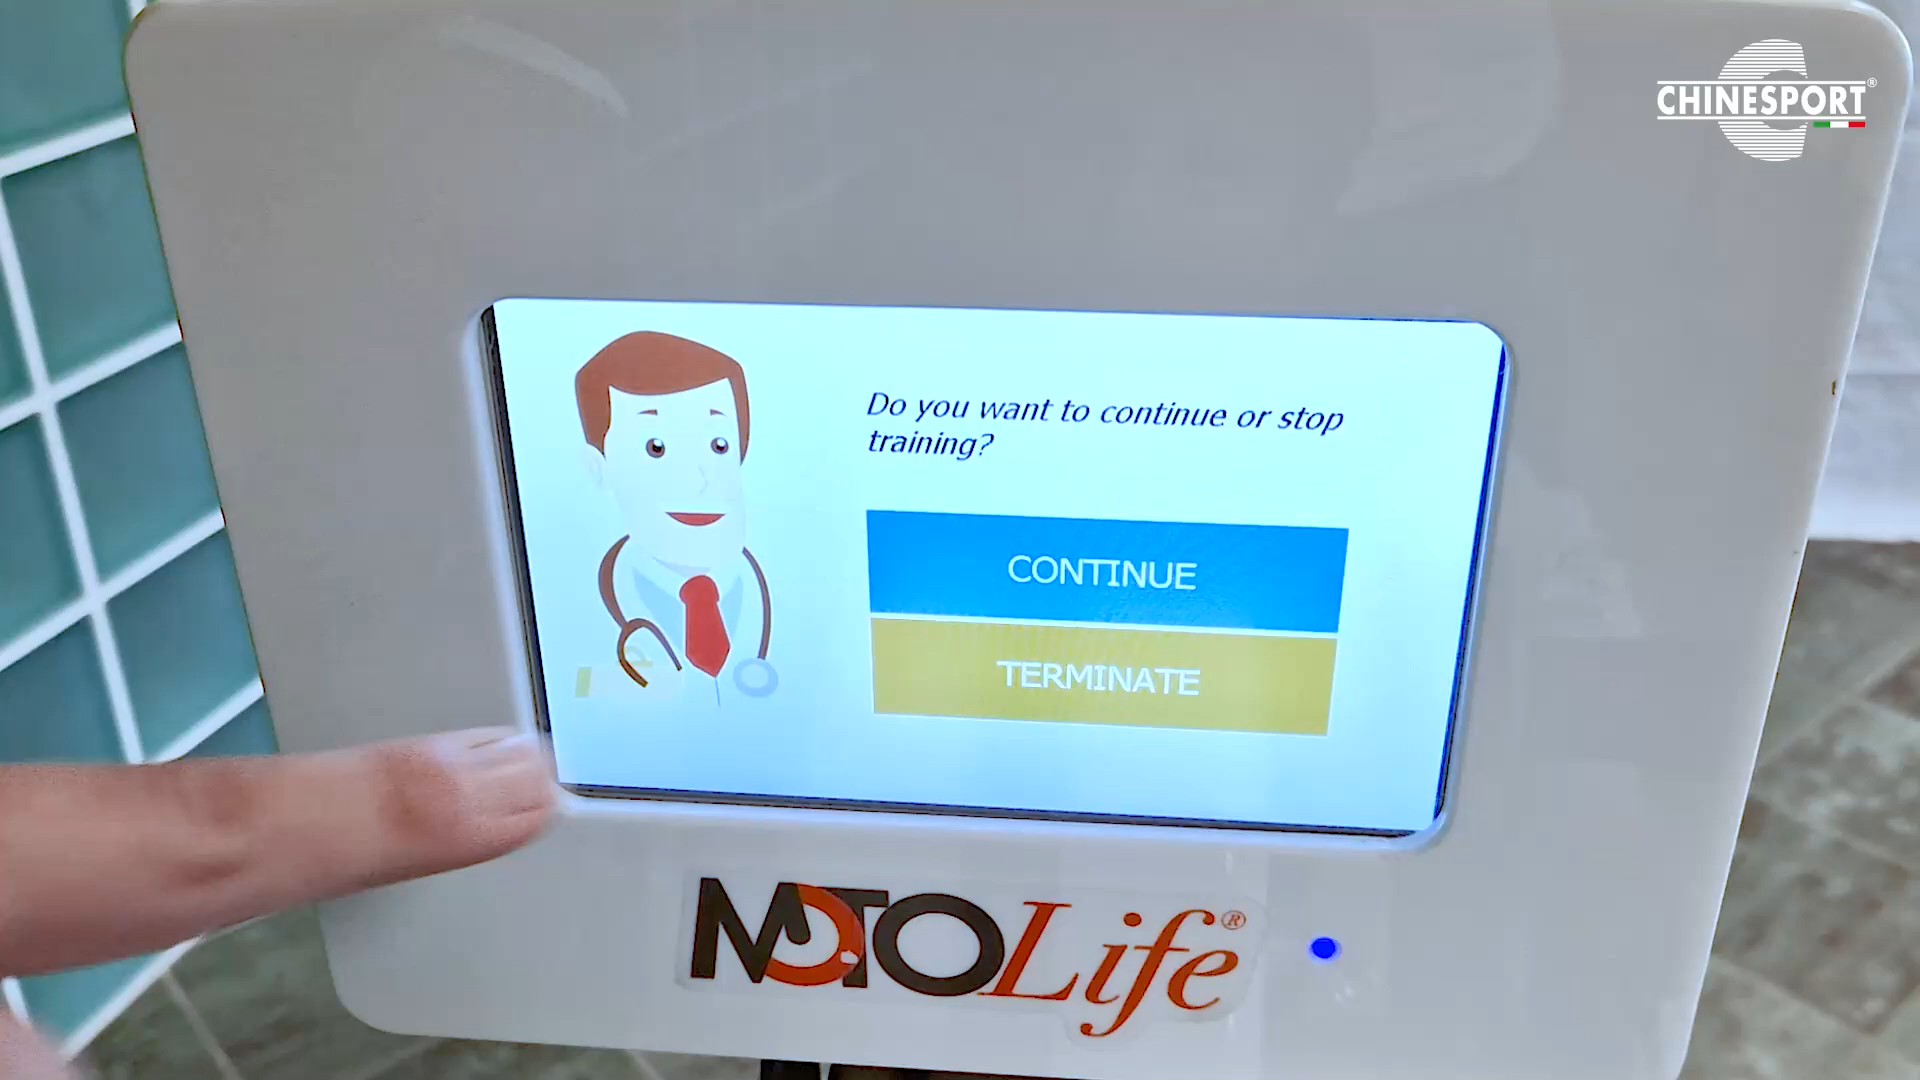 CHINESPORT®
Do you want to continue or stop
training?
CONTINUE
TERMINATE
MOTOLife®